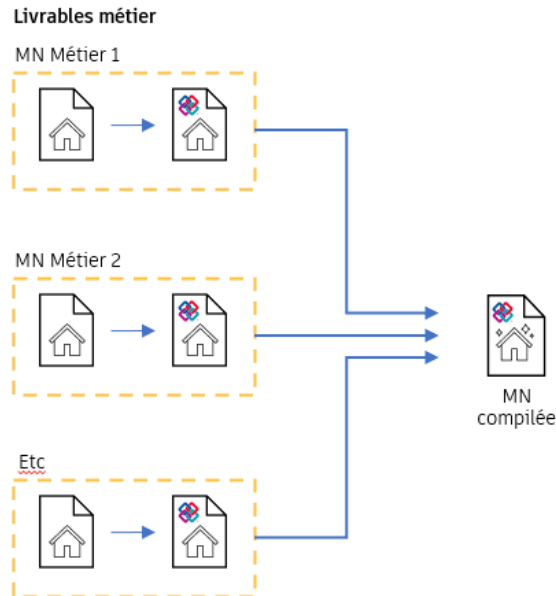 Livrables métier
MN Métier 1
MN Métier 2
Etc
MN
compilée